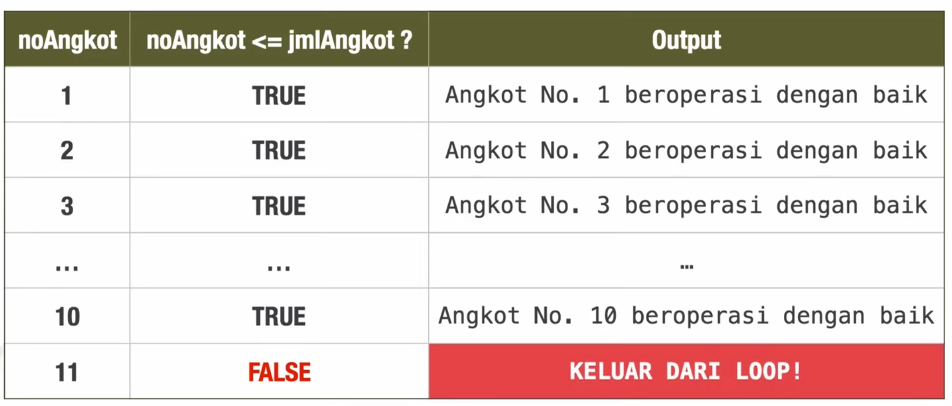 noAngkot noAngkot <= jmlAngkot ? Output
1 TRUE Angkot No. 1 beroperasi dengan baik
2 TRUE Angkot No. 2 beroperasi dengan baik
3 TRUE Angkot No. 3 beroperasi dengan baik
... ... ...
10 TRUE Angkot No. 10 beroperasi dengan baik
11 FALSE KELUAR DARI LOOP!